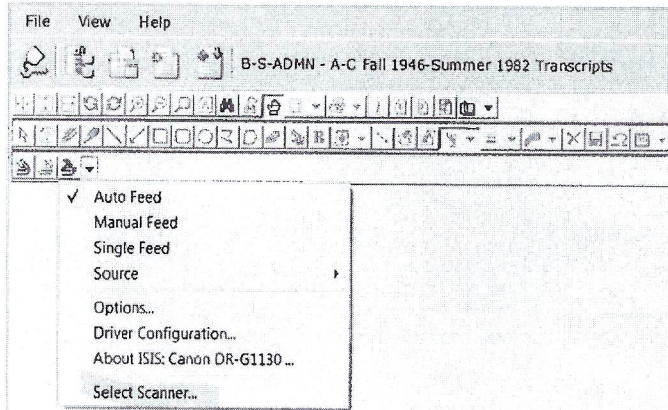 File View Help
B-S-ADMN - A-C Fall 1946-Summer 1982 Transcripts
✓ Auto Feed
Manual Feed
Single Feed
Source
Options...
Driver Configuration...
About ISIS: Canon DR-G1130 ...
Select Scanner...